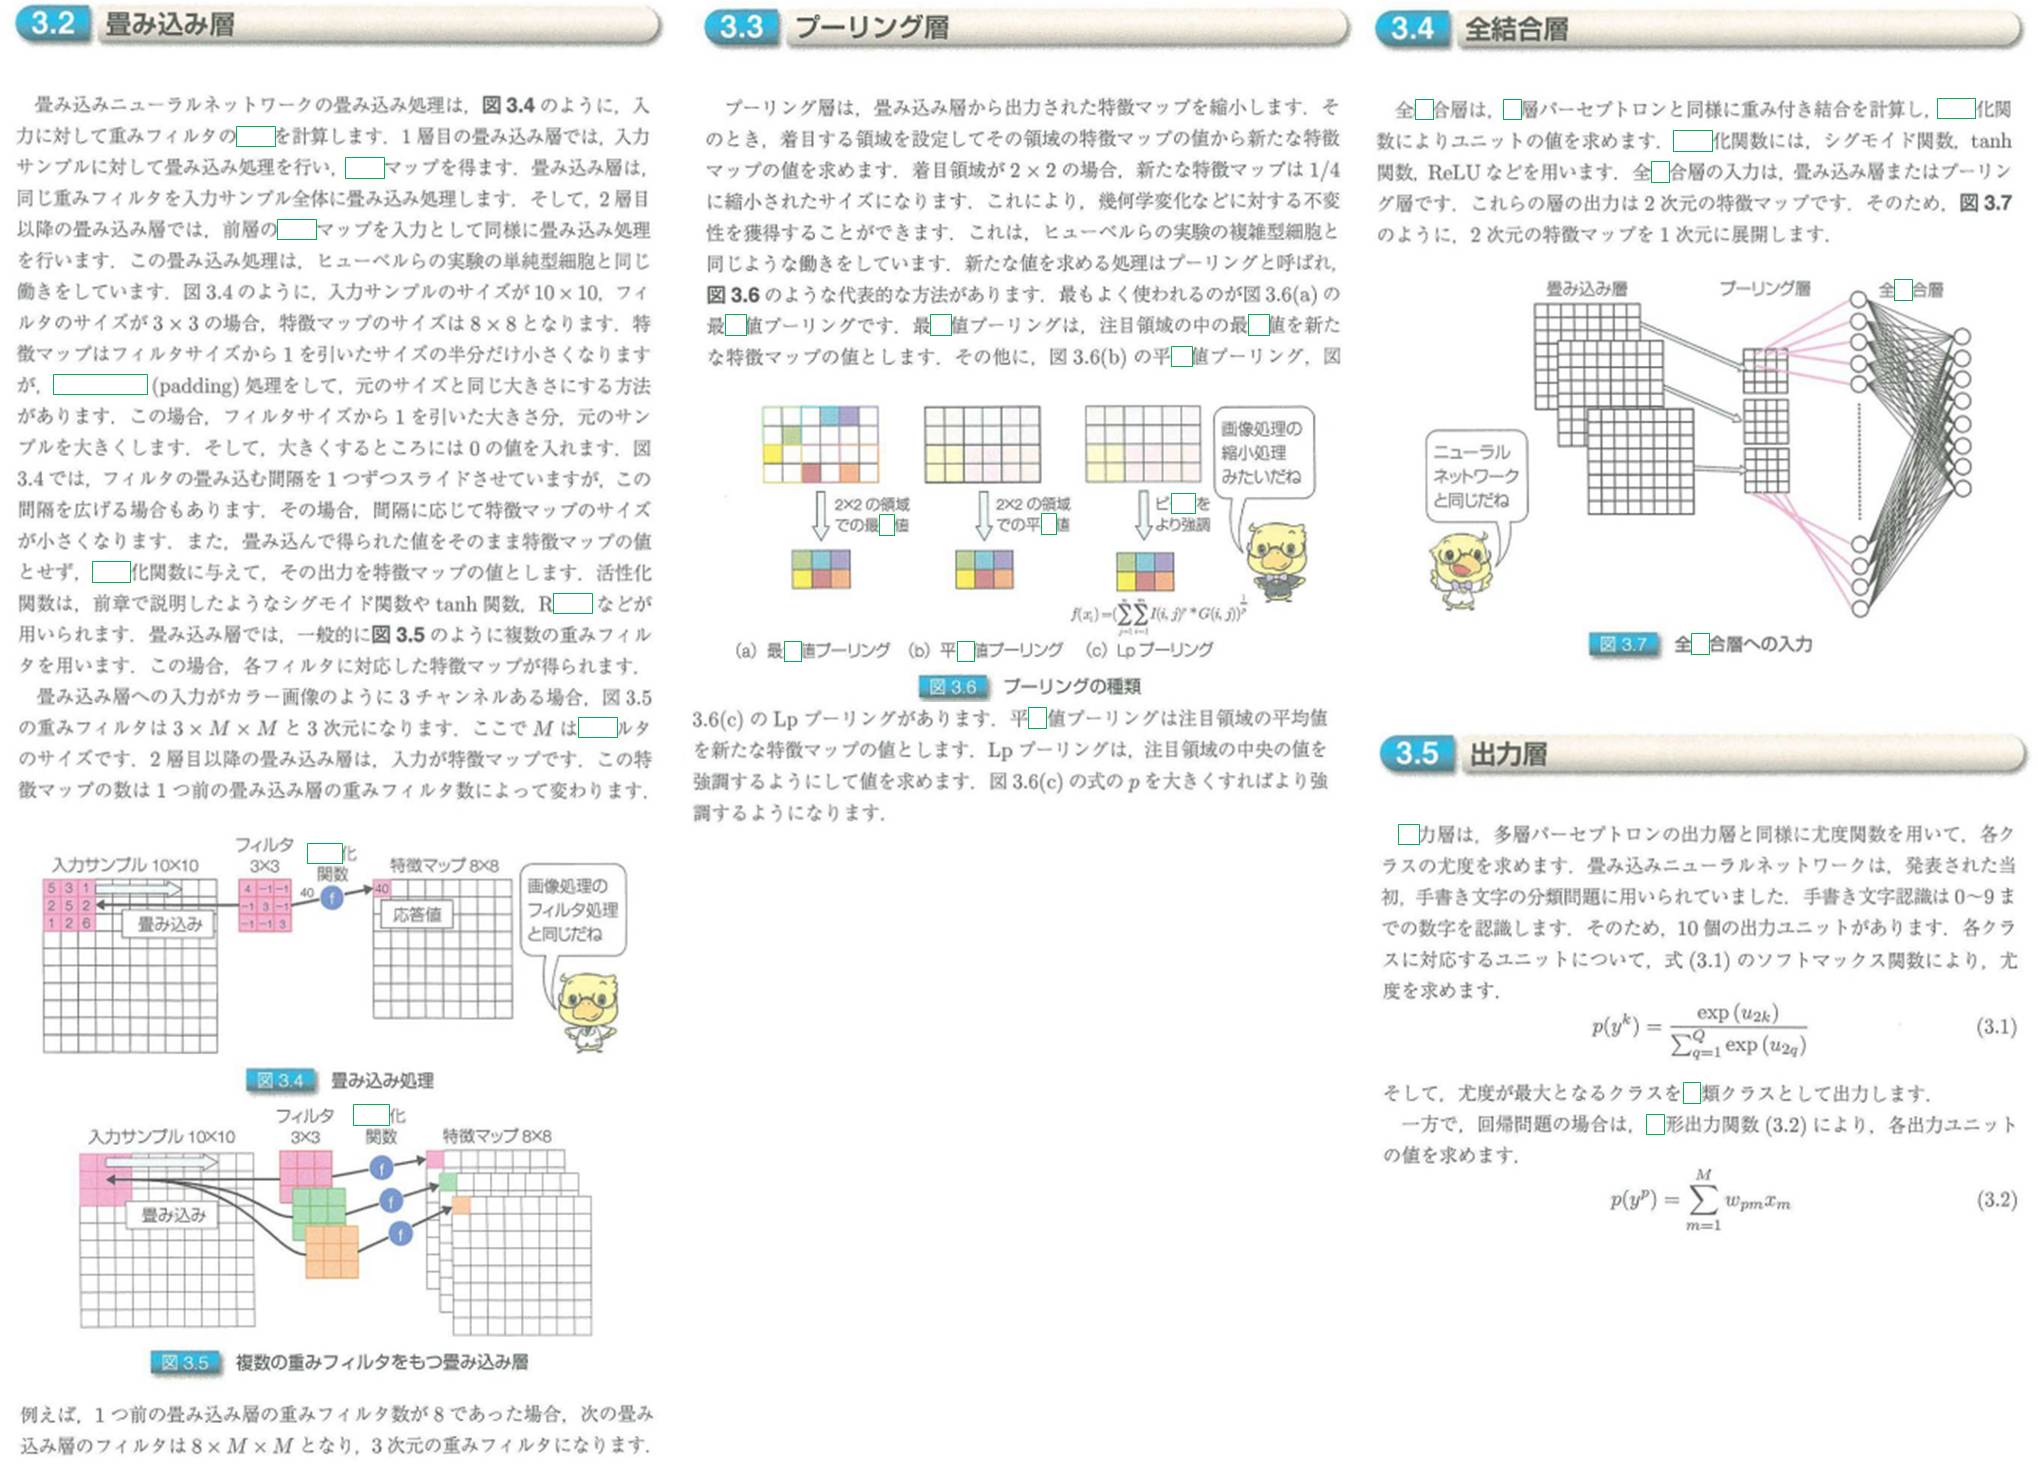 3.2 畳み込み層
畳み込みニューラルネットワークの畳み込み処理は，図3.4のように，入
力に対して重みフィルタの を計算します．1層目の畳み込み層では，入力
サンプルに対して畳み込み処理を行い， マップを得ます．畳み込み層は，
同じ重みフィルタを入力サンプル全体に畳み込み処理します．そして，2層目
以降の畳み込み層では，前層の マップを入力として同様に畳み込み処理
を行います．この畳み込み処理は，ヒューベルらの実験の単純型細胞と同じ
働きをしています．図3.4のように，入力サンプルのサイズが10×10，フィ
ルタのサイズが3×3の場合，特徴マップのサイズは8×8となります．特
徴マップはフィルタサイズから1を引いたサイズの半分だけ小さくなります
が， (padding) 処理をして，元のサイズと同じ大きさにする方法
があります．この場合，フィルタサイズから1を引いた大きさ分，元のサン
プルを大きくします．そして，大きくするところには0の値を入れます．図
3.4では，フィルタの畳み込む間隔を1つずつスライドさせていますが，この
間隔を広げる場合もあります．その場合，間隔に応じて特徴マップのサイズ
が小さくなります．また，畳み込んで得られた値をそのまま特徴マップの値
とせず， 化関数に与えて，その出力を特徴マップの値とします．活性化
関数は，前章で説明したようなシグモイド関数やtanh関数，R などが
用いられます．畳み込み層では，一般的に図3.5のように複数の重みフィル
タを用います．この場合，各フィルタに対応した特徴マップが得られます．
畳み込み層への入力がカラー画像のように3チャンネルある場合，図3.5
の重みフィルタは3×M×Mと3次元になります．ここでMは ルタ
のサイズです．2層目以降の畳み込み層は，入力が特徴マップです．この特
徴マップの数は1つ前の畳み込み層の重みフィルタ数によって変わります．
入力サンプル10×10
フィルタ
3×3
化
関数
特徴マップ8×8
5 3 1
2 5 2
1 2 6
畳み込み
4 -1 -1
-1 3 -1
-1 -1 3
40
f
40
応答値
画像処理の
フィルタ処理
と同じだね
図3.4 畳み込み処理
入力サンプル10×10
フィルタ
3×3
化
関数
特徴マップ8×8
畳み込み
f
f
f
図3.5 複数の重みフィルタをもつ畳み込み層
例えば，1つ前の畳み込み層の重みフィルタ数が8であった場合，次の畳み
込み層のフィルタは8×M×Mとなり，3次元の重みフィルタになります．
3.3 プーリング層
プーリング層は，畳み込み層から出力された特徴マップを縮小します．そ
のとき，着目する領域を設定してその領域の特徴マップの値から新たな特徴
マップの値を求めます．着目領域が2×2の場合，新たな特徴マップは1/4
に縮小されたサイズになります．これにより，幾何学変化などに対する不変
性を獲得することができます．これは，ヒューベルらの実験の複雑型細胞と
同じような働きをしています．新たな値を求める処理はプーリングと呼ばれ，
図3.6のような代表的な方法があります．最もよく使われるのが図3.6(a)の
最 値プーリングです．最 値プーリングは，注目領域の中の最 値を新た
な特徴マップの値とします．その他に，図3.6(b)の平 値プーリング，図
2×2の領域
での最 値
2×2の領域
での平 値
ピ を
より強調
画像処理の
縮小処理
みたいだね
f(x_i)=(∑_{j=1}^{n}∑_{i=1}^{m}I(i,j)^p*G(i,j))^{1/p}
(a) 最 値プーリング (b) 平 値プーリング (c) Lpプーリング
図3.6 プーリングの種類
3.6(c)のLpプーリングがあります．平 値プーリングは注目領域の平均値
を新たな特徴マップの値とします．Lpプーリングは，注目領域の中央の値を
強調するようにして値を求めます．図3.6(c)の式のpを大きくすればより強
調するようになります．
3.4 全結合層
全 合層は， 層パーセプトロンと同様に重み付き結合を計算し， 化関
数によりユニットの値を求めます． 化関数には，シグモイド関数，tanh
関数，ReLUなどを用います．全 合層の入力は，畳み込み層またはプーリン
グ層です．これらの層の出力は2次元の特徴マップです．そのため，図3.7
のように，2次元の特徴マップを1次元に展開します．
畳み込み層
プーリング層
全 合層
ニューラル
ネットワーク
と同じだね
図3.7 全 合層への入力
3.5 出力層
力層は，多層パーセプトロンの出力層と同様に尤度関数を用いて，各ク
ラスの尤度を求めます．畳み込みニューラルネットワークは，発表された当
初，手書き文字の分類問題に用いられていました．手書き文字認識は0〜9ま
での数字を認識します．そのため，10個の出力ユニットがあります．各クラ
スに対応するユニットについて，式(3.1)のソフトマックス関数により，尤
度を求めます．
p(y^k) = exp(u_{2k}) / ∑_{q=1}^{Q} exp(u_{2q}) (3.1)
そして，尤度が最大となるクラスを 類クラスとして出力します．
一方で，回帰問題の場合は， 形出力関数(3.2)により，各出力ユニット
の値を求めます．
p(y^p) = ∑_{m=1}^{M} w_{pm}x_m (3.2)